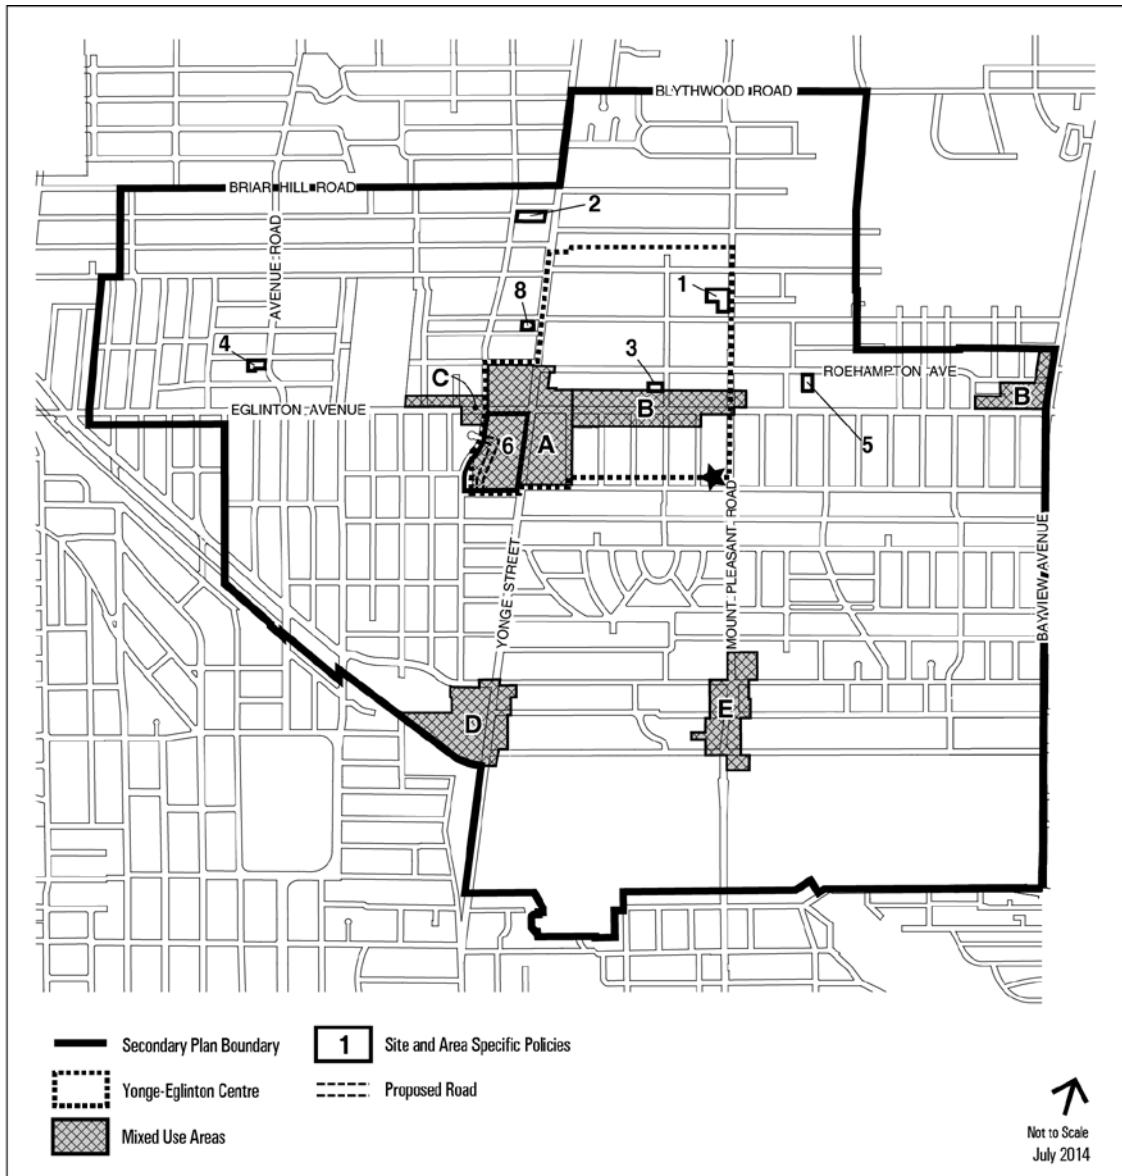 BLYTHWOOD ROAD
BRIAR HILL ROAD
2
AVENUE ROAD
1
8
4
3
ROEHAMPTON AVE
C
B
B
EGLINTON AVENUE
6
A
5
MOUNT PLEASANT ROAD
YONGE STREET
BAYVIEW AVENUE
D
E
Secondary Plan Boundary
1
Site and Area Specific Policies
Yonge-Eglinton Centre
Proposed Road
Mixed Use Areas
Not to Scale
July 2014